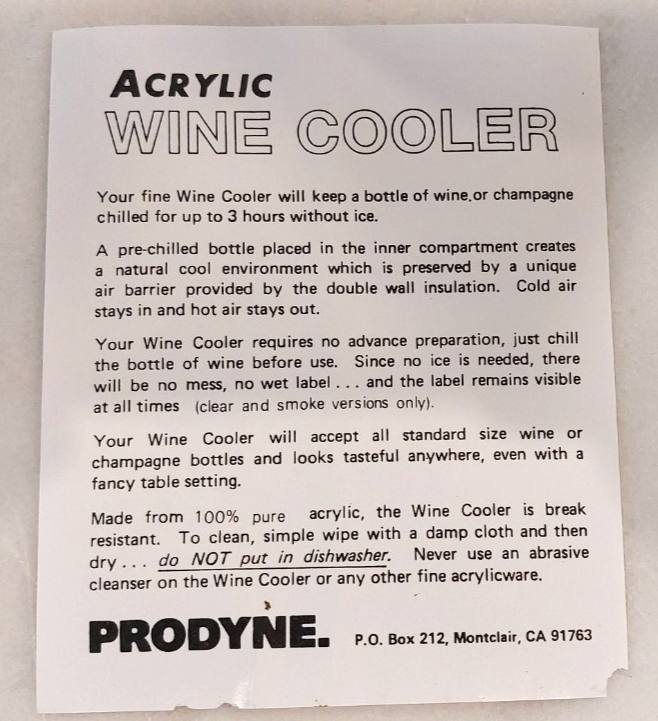 ACRYLIC
WINE COOLER
Your fine Wine Cooler will keep a bottle of wine.or champagne
chilled for up to 3 hours without ice.
A pre-chilled bottle placed in the inner compartment creates
a natural cool environment which is preserved by a unique
air barrier provided by the double wall insulation. Cold air
stays in and hot air stays out.
Your Wine Cooler requires no advance preparation, just chill
the bottle of wine before use. Since no ice is needed, there
will be no mess, no wet label . . . and the label remains visible
at all times (clear and smoke versions only).
Your Wine Cooler will accept all standard size wine or
champagne bottles and looks tasteful anywhere, even with a
fancy table setting.
Made from 100% pure acrylic, the Wine Cooler is break
resistant. To clean, simple wipe with a damp cloth and then
dry . . . do NOT put in dishwasher. Never use an abrasive
cleanser on the Wine Cooler or any other fine acrylicware.
PRODYNE. P.O. Box 212, Montclair, CA 91763